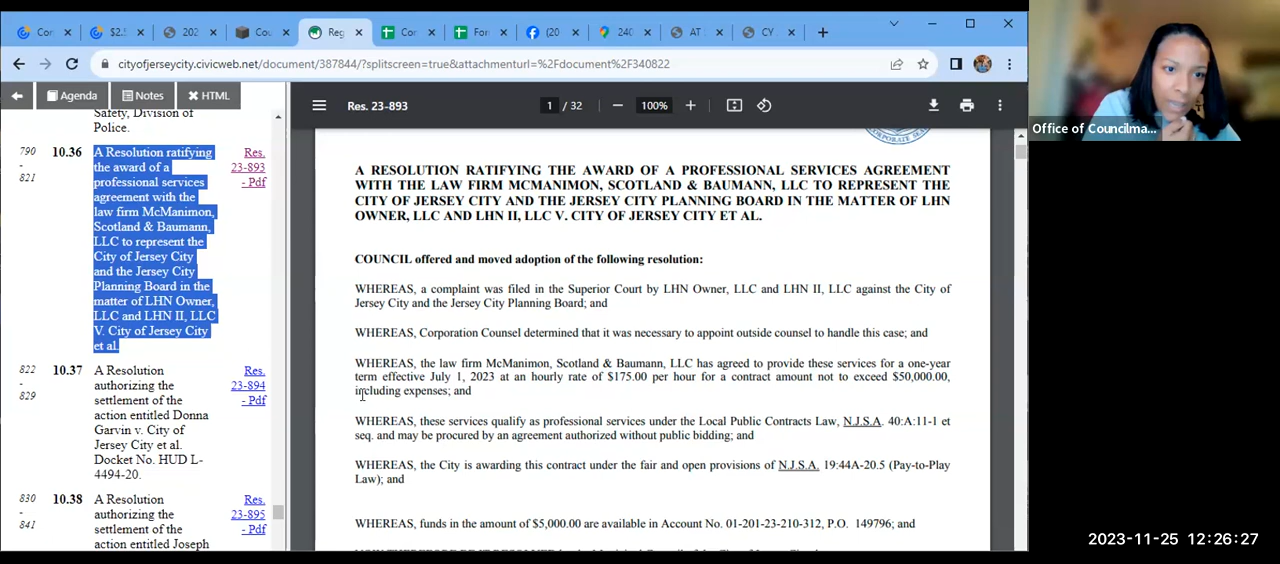 Cor
$2.!
202
Cou
Reg
Cor
For
(20
240
AT
CY
cityofjerseycity.civicweb.net/document/387844/?splitscreen=true&attachmenturl=%2Fdocument%2F340822
Agenda
Notes
HTML
Res. 23-893
1 / 32
100%
Safety, Division of
Police.
790
-
821
10.36
A Resolution ratifying
the award of a
professional services
agreement with the
law firm McManimon,
Scotland & Baumann,
LLC to represent the
City of Jersey City
and the Jersey City
Planning Board in the
matter of LHN Owner,
LLC and LHN II, LLC
V. City of Jersey City
et al.
Res.
23-893
- Pdf
822
-
829
10.37
A Resolution
authorizing the
settlement of the
action entitled Donna
Garvin v. City of
Jersey City et al.
Docket No. HUD L-
4494-20.
Res.
23-894
- Pdf
830
-
841
10.38
A Resolution
authorizing the
settlement of the
action entitled Joseph
Res.
23-895
- Pdf
A RESOLUTION RATIFYING THE AWARD OF A PROFESSIONAL SERVICES AGREEMENT
WITH THE LAW FIRM MCMANIMON, SCOTLAND & BAUMANN, LLC TO REPRESENT THE
CITY OF JERSEY CITY AND THE JERSEY CITY PLANNING BOARD IN THE MATTER OF LHN
OWNER, LLC AND LHN II, LLC V. CITY OF JERSEY CITY ET AL.
COUNCIL offered and moved adoption of the following resolution:
WHEREAS, a complaint was filed in the Superior Court by LHN Owner, LLC and LHN II, LLC against the City of
Jersey City and the Jersey City Planning Board; and
WHEREAS, Corporation Counsel determined that it was necessary to appoint outside counsel to handle this case; and
WHEREAS, the law firm McManimon, Scotland & Baumann, LLC has agreed to provide these services for a one-year
term effective July 1, 2023 at an hourly rate of $175.00 per hour for a contract amount not to exceed $50,000.00,
including expenses; and
WHEREAS, these services qualify as professional services under the Local Public Contracts Law, N.J.S.A. 40:A:11-1 et
seq. and may be procured by an agreement authorized without public bidding; and
WHEREAS, the City is awarding this contract under the fair and open provisions of N.J.S.A. 19:44A-20.5 (Pay-to-Play
Law); and
WHEREAS, funds in the amount of $5,000.00 are available in Account No. 01-201-23-210-312, P.O. 149796; and
Office of Councilma...
2023-11-25 12:26:27